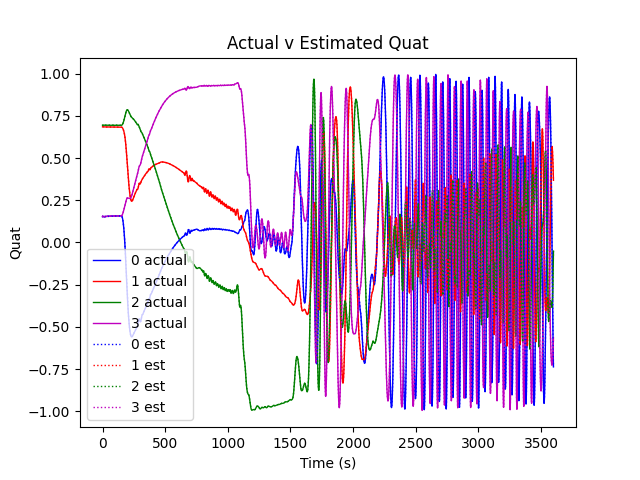 Actual v Estimated Quat
1.00
0.75
0.50
0.25
0.00
−0.25
−0.50
−0.75
−1.00
Quat
0 actual
1 actual
2 actual
3 actual
0 est
1 est
2 est
3 est
0 500 1000 1500 2000 2500 3000 3500
Time (s)